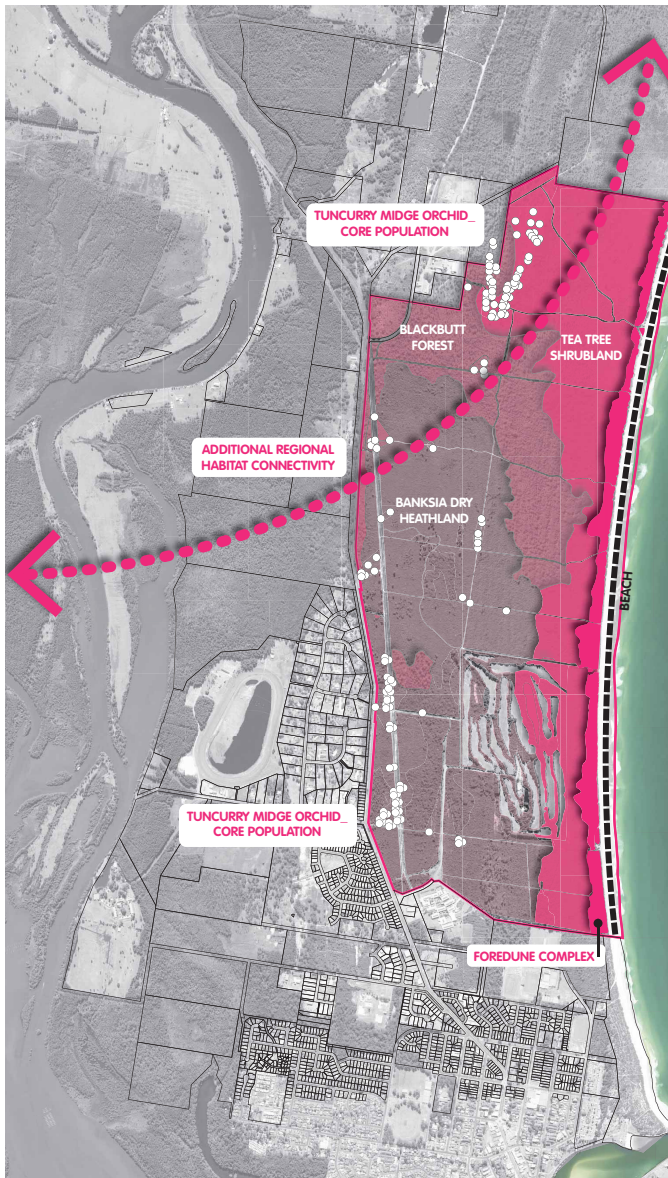 TUNCURRY MIDGE ORCHID_
CORE POPULATION
BLACKBUTT
FOREST
TEA TREE
SHRUBLAND
ADDITIONAL REGIONAL
HABITAT CONNECTIVITY
BANKSIA DRY
HEATHLAND
BEACH
TUNCURRY MIDGE ORCHID_
CORE POPULATION
FOREDUNE COMPLEX